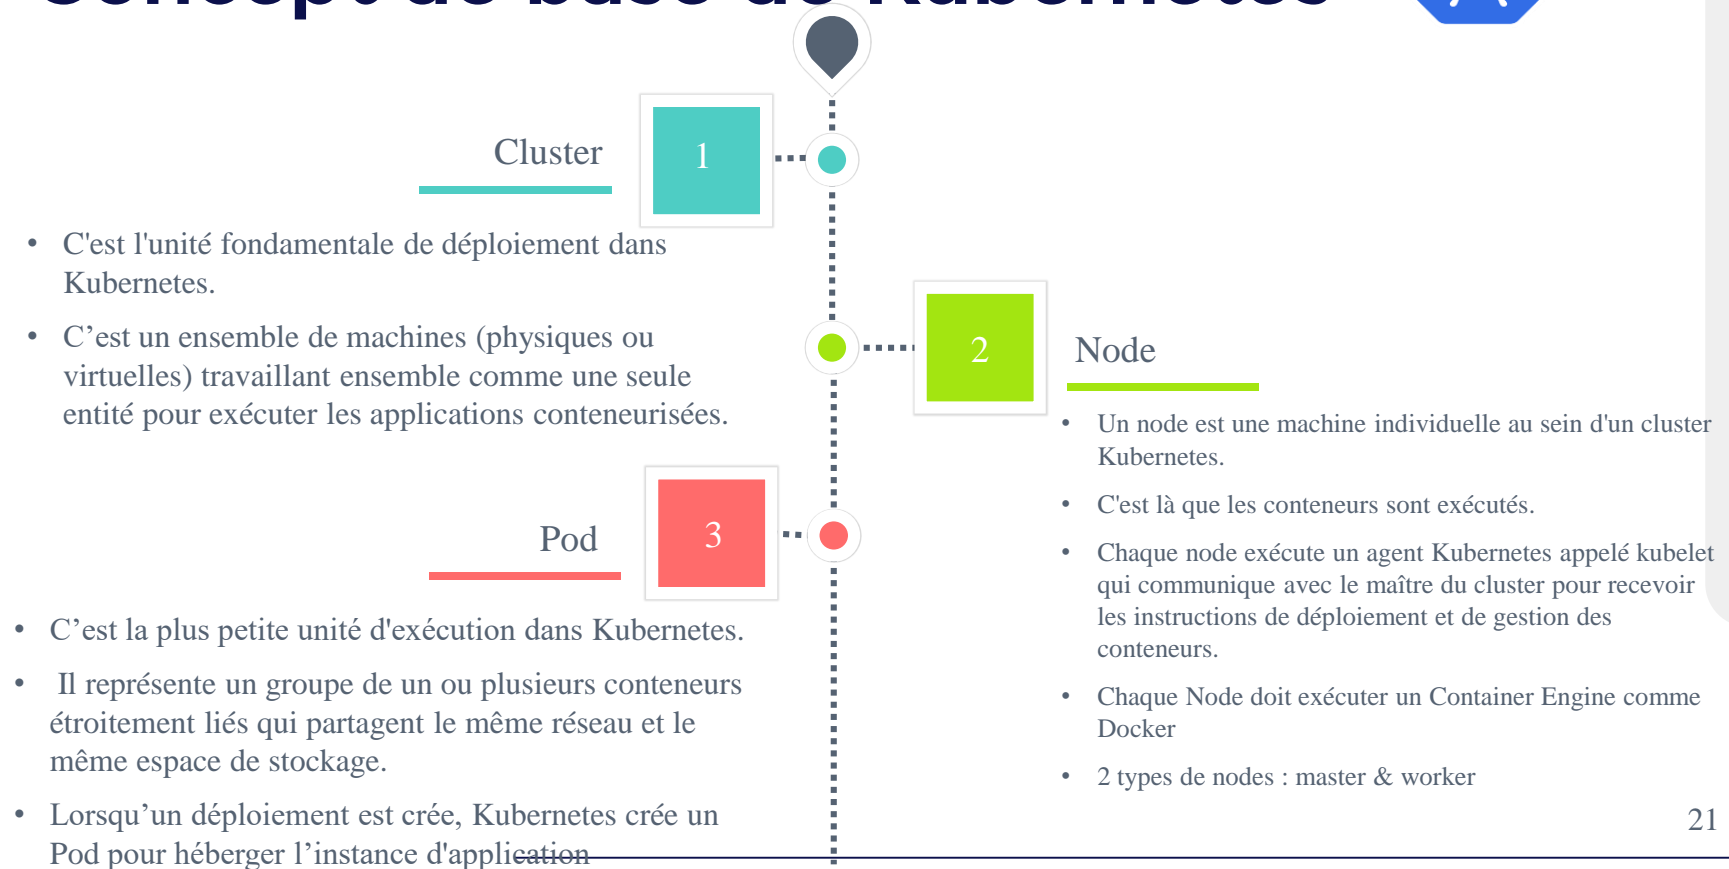 Concept de base de Kubernetes
1
Cluster
C'est l'unité fondamentale de déploiement dans
Kubernetes.
C’est un ensemble de machines (physiques ou
virtuelles) travaillant ensemble comme une seule
entité pour exécuter les applications conteneurisées.
2
Node
Un node est une machine individuelle au sein d'un cluster
Kubernetes.
C'est là que les conteneurs sont exécutés.
Chaque node exécute un agent Kubernetes appelé kubelet
qui communique avec le maître du cluster pour recevoir
les instructions de déploiement et de gestion des
conteneurs.
Chaque Node doit exécuter un Container Engine comme
Docker
2 types de nodes : master & worker
3
Pod
C’est la plus petite unité d'exécution dans Kubernetes.
Il représente un groupe de un ou plusieurs conteneurs
étroitement liés qui partagent le même réseau et le
même espace de stockage.
Lorsqu’un déploiement est crée, Kubernetes crée un
Pod pour héberger l’instance d'application
21